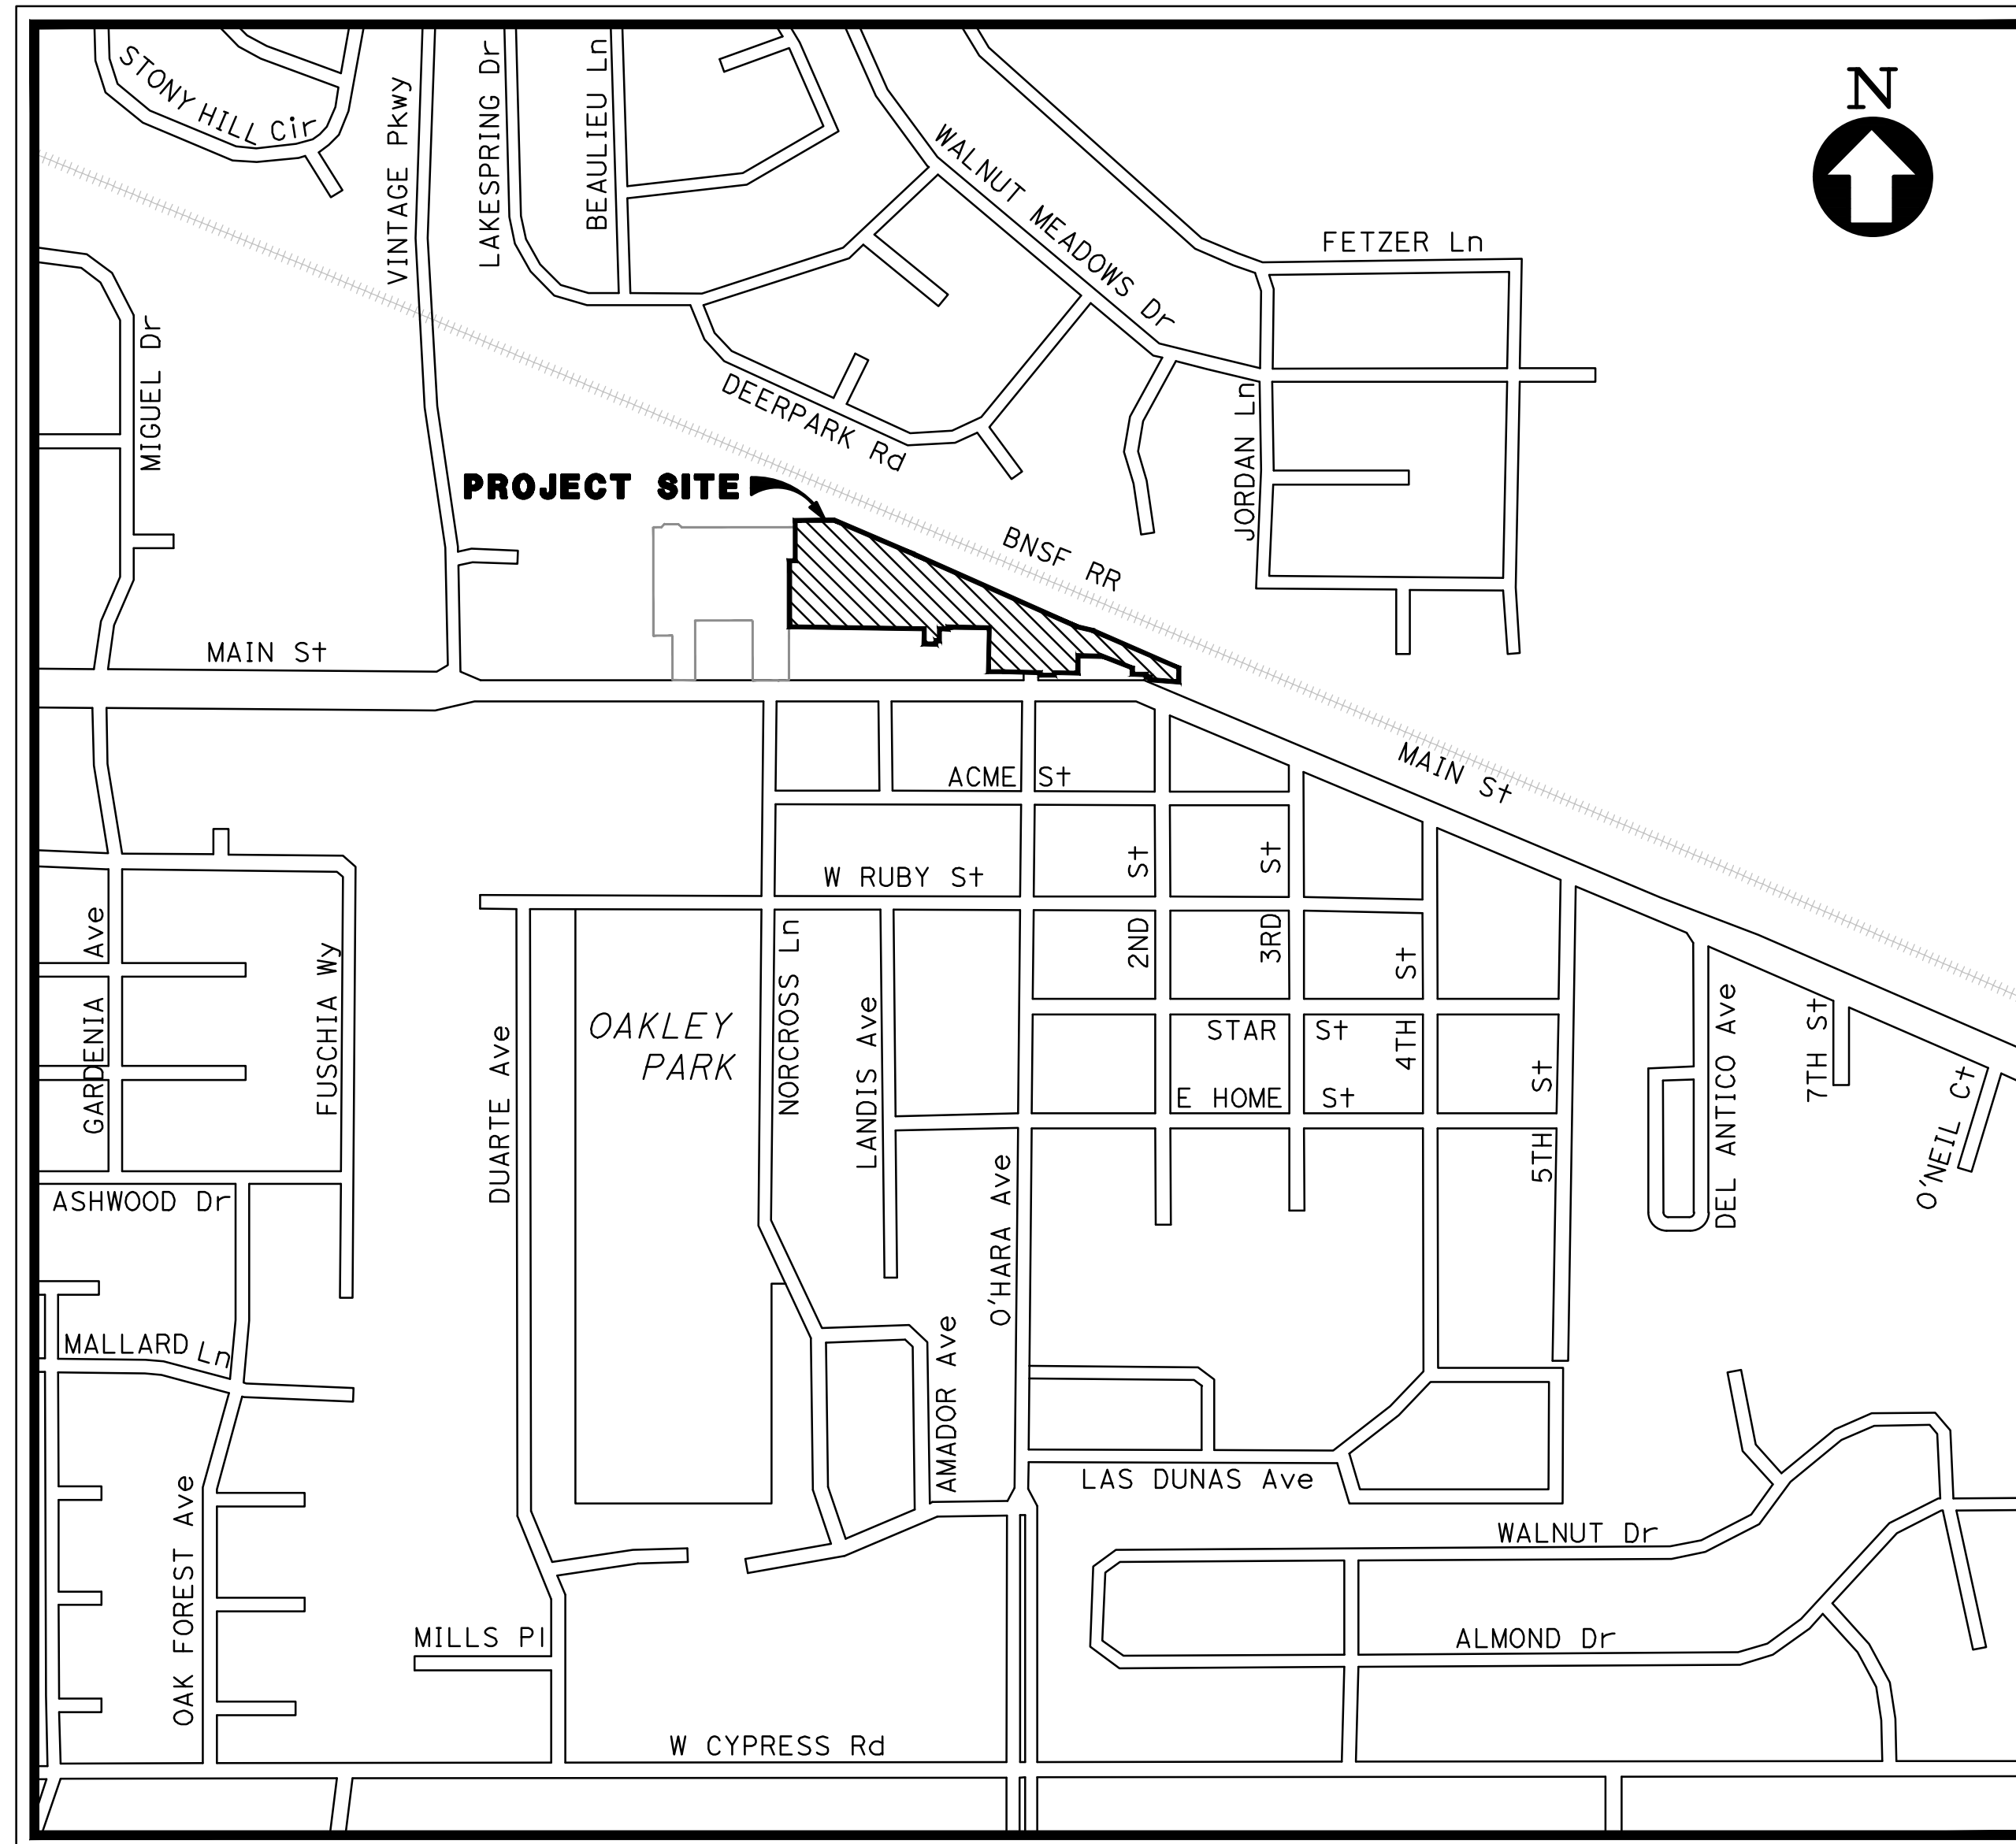 N
STONY HILL Cir
VINTAGE Pkwy
LAKESPRING Dr
BEAULIEU Ln
WALNUT MEADOWS Dr
FETZER Ln
MIGUEL Dr
DEERPARK Rd
JORDAN Ln
PROJECT SITE
BNSF RR
MAIN St
MAIN St
ACME St
W RUBY St
2ND St
3RD St
4TH St
5TH St
GARDENIA Ave
FUSCHIA Wy
DUARTE Ave
OAKLEY
PARK
NORCROSS Ln
LANDIS Ave
STAR St
E HOME St
DEL ANTICO Ave
7TH St
O'NEIL Ct
ASHWOOD Dr
O'HARA Ave
MALLARD Ln
AMADOR Ave
LAS DUNAS Ave
OAK FOREST Ave
WALNUT Dr
MILLS Pl
ALMOND Dr
W CYPRESS Rd